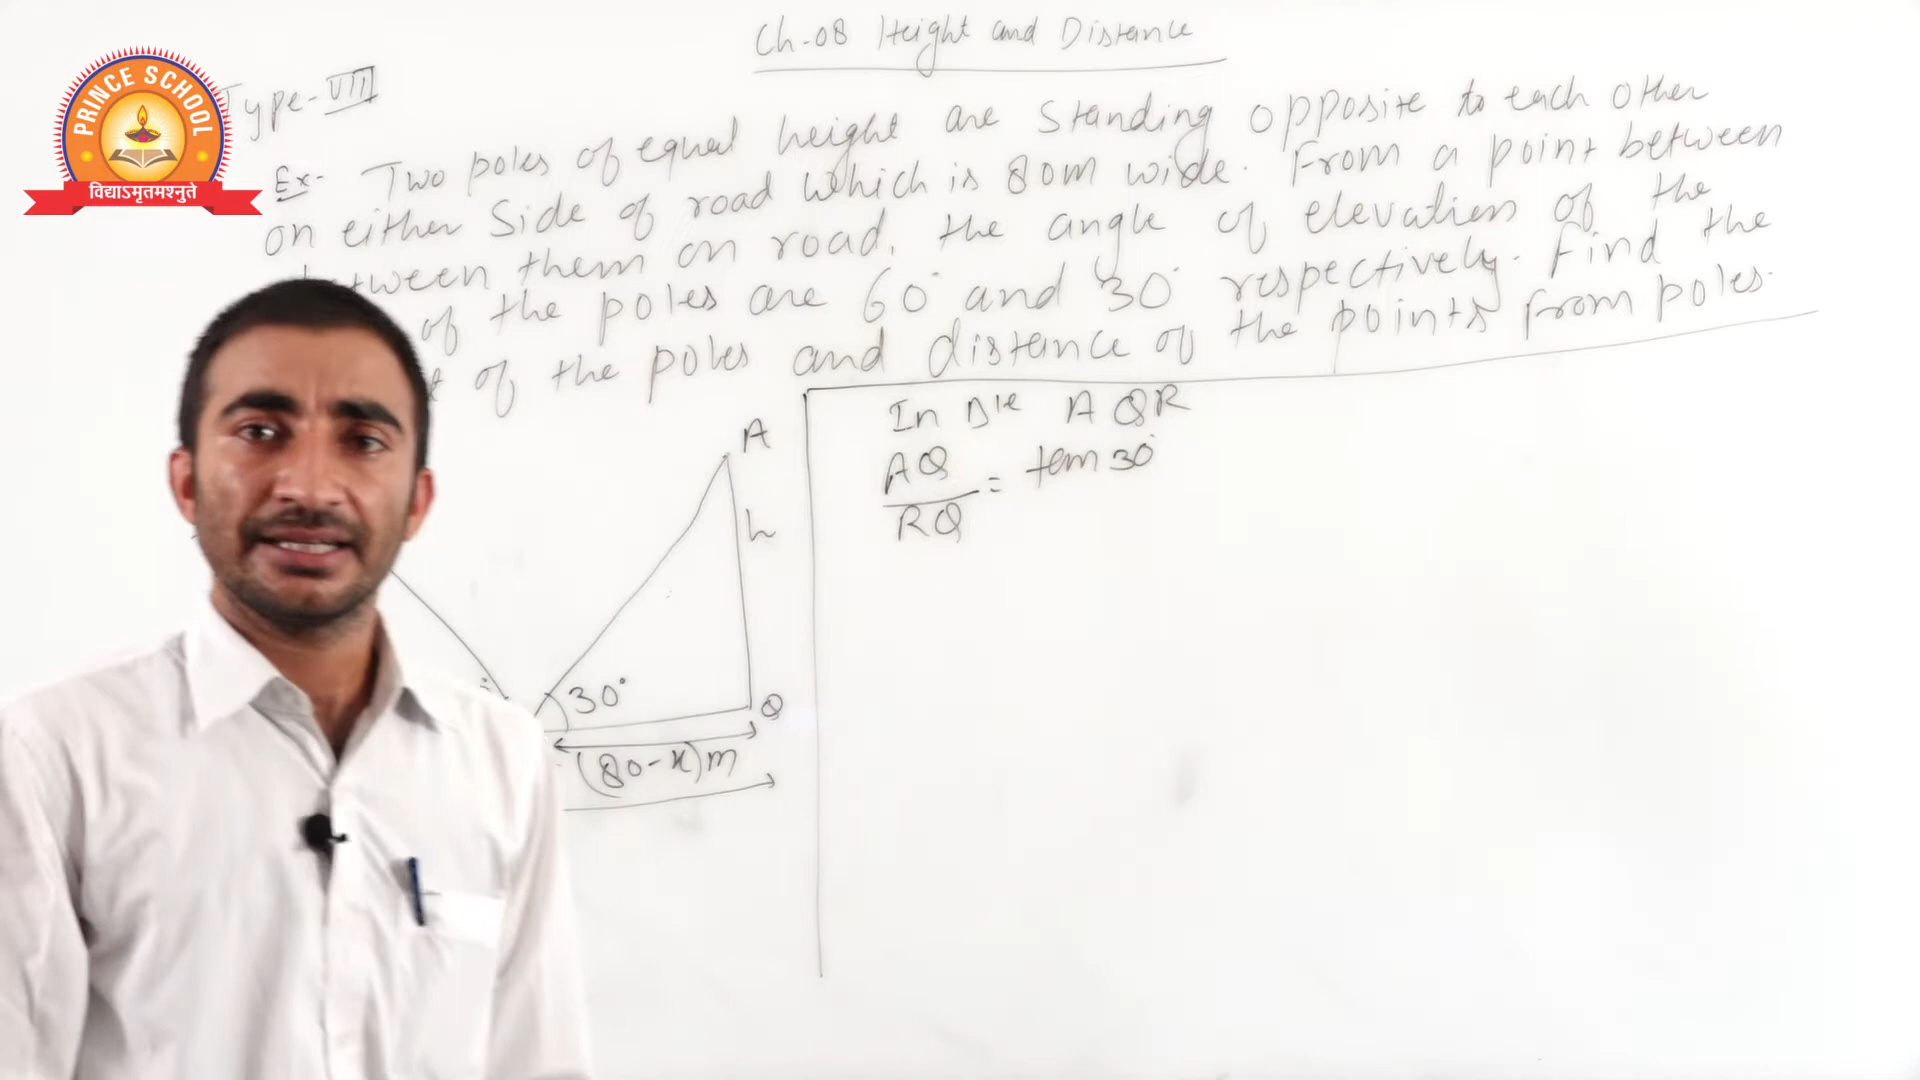 Ch-08 Height and Distance
PRINCE SCHOOL
विद्याऽमृतमश्नुते
Type-VIII
Ex- Two poles of equal height are standing opposite to each other
on either Side of road which is 80m wide. From a point between
between them on road, the angle of elevation of the
of the poles are 60° and 30° respectively. Find the
of the poles and distance of the points from poles.
In Δle AQR
AQ
RQ
= tan 30°
A
h
30°
Q
(80-x)m